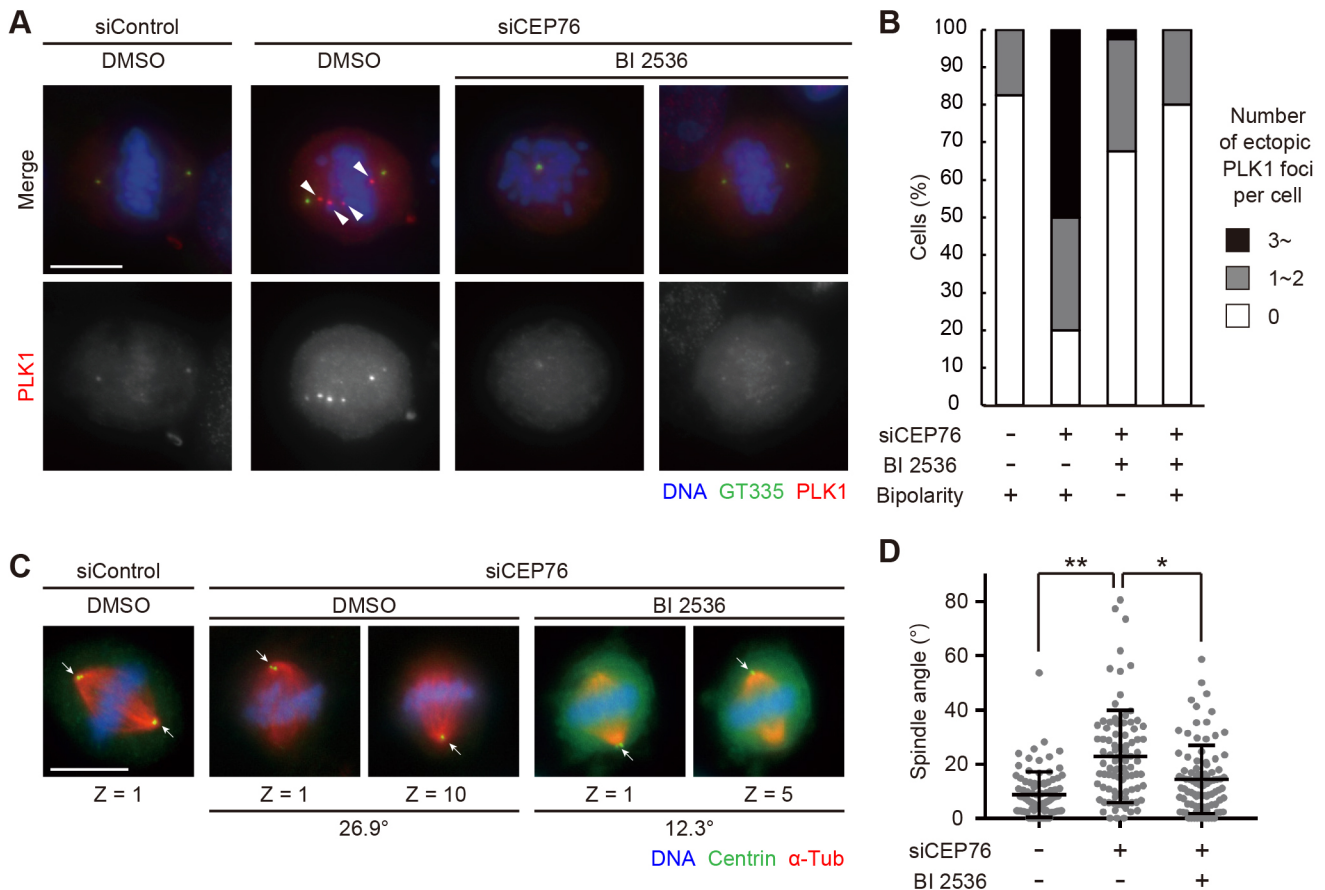 A
siControl
siCEP76
DMSO
DMSO
BI 2536
Merge
PLK1
DNA GT335 PLK1
B
100
90
80
70
60
50
40
30
20
10
0
Cells (%)
Number
of ectopic
PLK1 foci
per cell
3~
1~2
0
siCEP76 - + + +
BI 2536 - - + +
Bipolarity + + - +
C
siControl
siCEP76
DMSO
DMSO
BI 2536
Z = 1
Z = 1
Z = 10
Z = 1
Z = 5
26.9°
12.3°
DNA Centrin α-Tub
D
** *
80
60
40
20
0
Spindle angle (°)
siCEP76 - + +
BI 2536 - - +